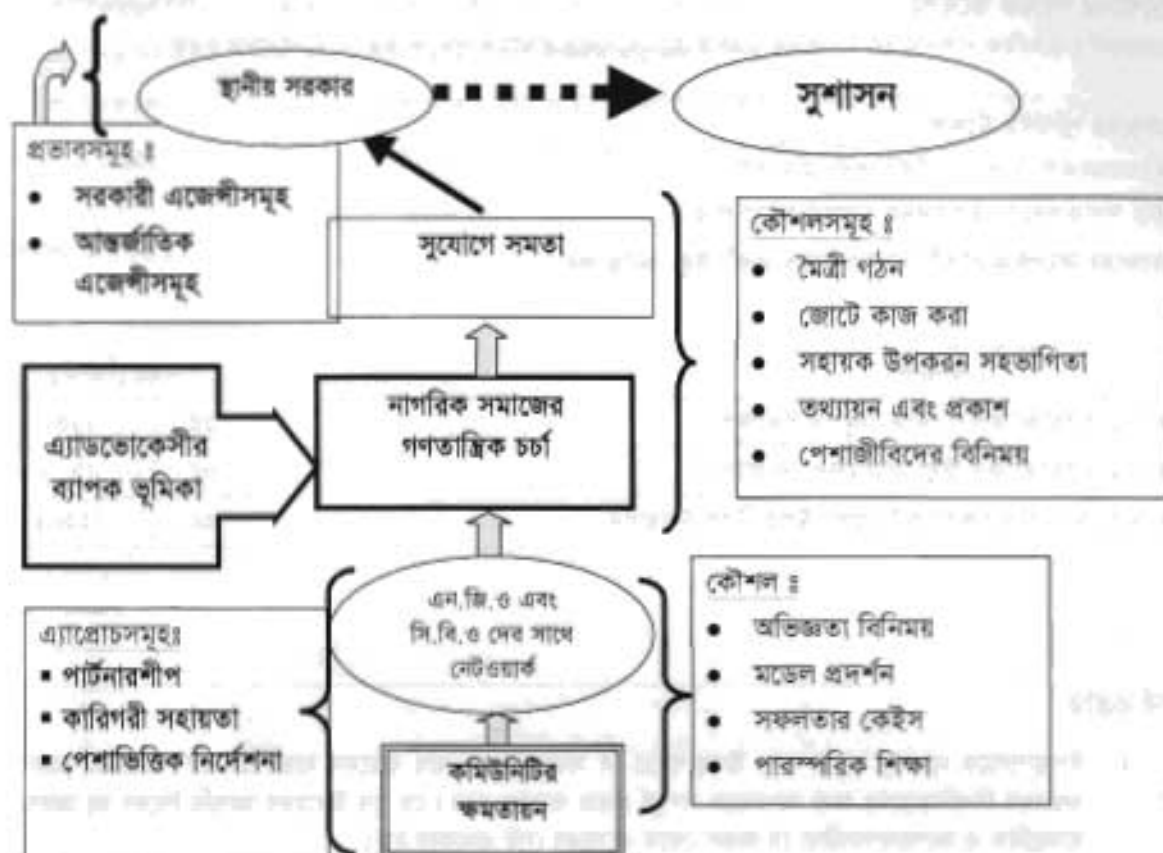 স্থানীয় সরকার
সুশাসন
প্রভাবসমূহ ঃ
• সরকারী এজেন্সীসমূহ
• আন্তর্জাতিক
এজেন্সীসমূহ
সুযোগে সমতা
কৌশলসমূহ ঃ
• মৈত্রী গঠন
• জোটে কাজ করা
• সহায়ক উপকরন সহভাগিতা
• তথ্যায়ন এবং প্রকাশ
• পেশাজীবিদের বিনিময়
এ্যাডভোকেসীর
ব্যাপক ভূমিকা
নাগরিক সমাজের
গণতান্ত্রিক চর্চা
এন.জি.ও এবং
সি.বি.ও দের সাথে
নেটওয়ার্ক
কৌশল ঃ
• অভিজ্ঞতা বিনিময়
• মডেল প্রদর্শন
• সফলতার কেইস
• পারস্পরিক শিক্ষা
এ্যাপ্রোচসমূহঃ
▪ পার্টনারশীপ
▪ কারিগরী সহায়তা
▪ পেশাভিত্তিক নির্দেশনা
কমিউনিটির
ক্ষমতায়ন